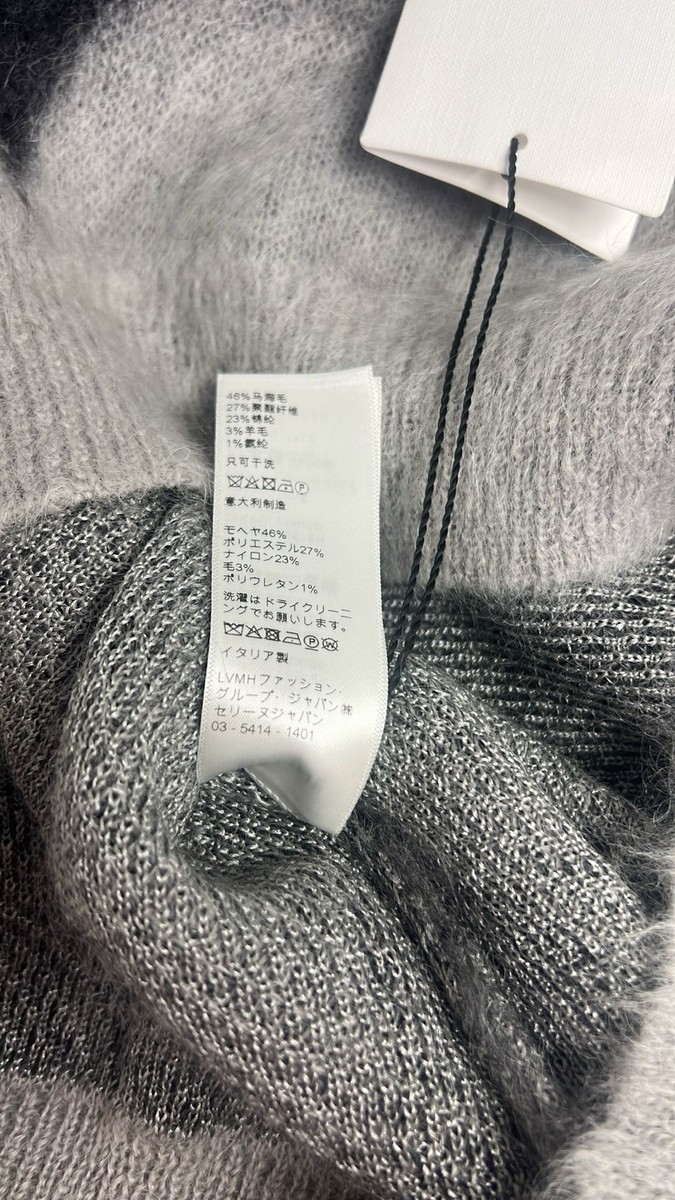 46%马海毛
27%聚酯纤维
23%锦纶
3%羊毛
1%氨纶
只可干洗
P
意大利制造
モヘヤ46%
ポリエステル27%
ナイロン23%
毛3%
ポリウレタン1%
洗濯はドライクリーニ
ングでお願いします。
P W
イタリア製
LVMHファッション・
グループ・ジャパン㈱
セリーヌジャパン
03 - 5414 - 1401